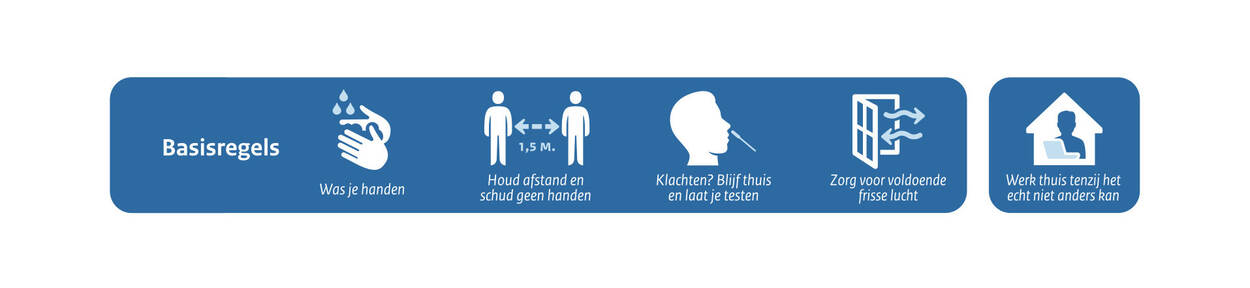 Basisregels
Was je handen
1,5 M.
Houd afstand en
schud geen handen
Klachten? Blijf thuis
en laat je testen
Zorg voor voldoende
frisse lucht
Werk thuis tenzij het
echt niet anders kan